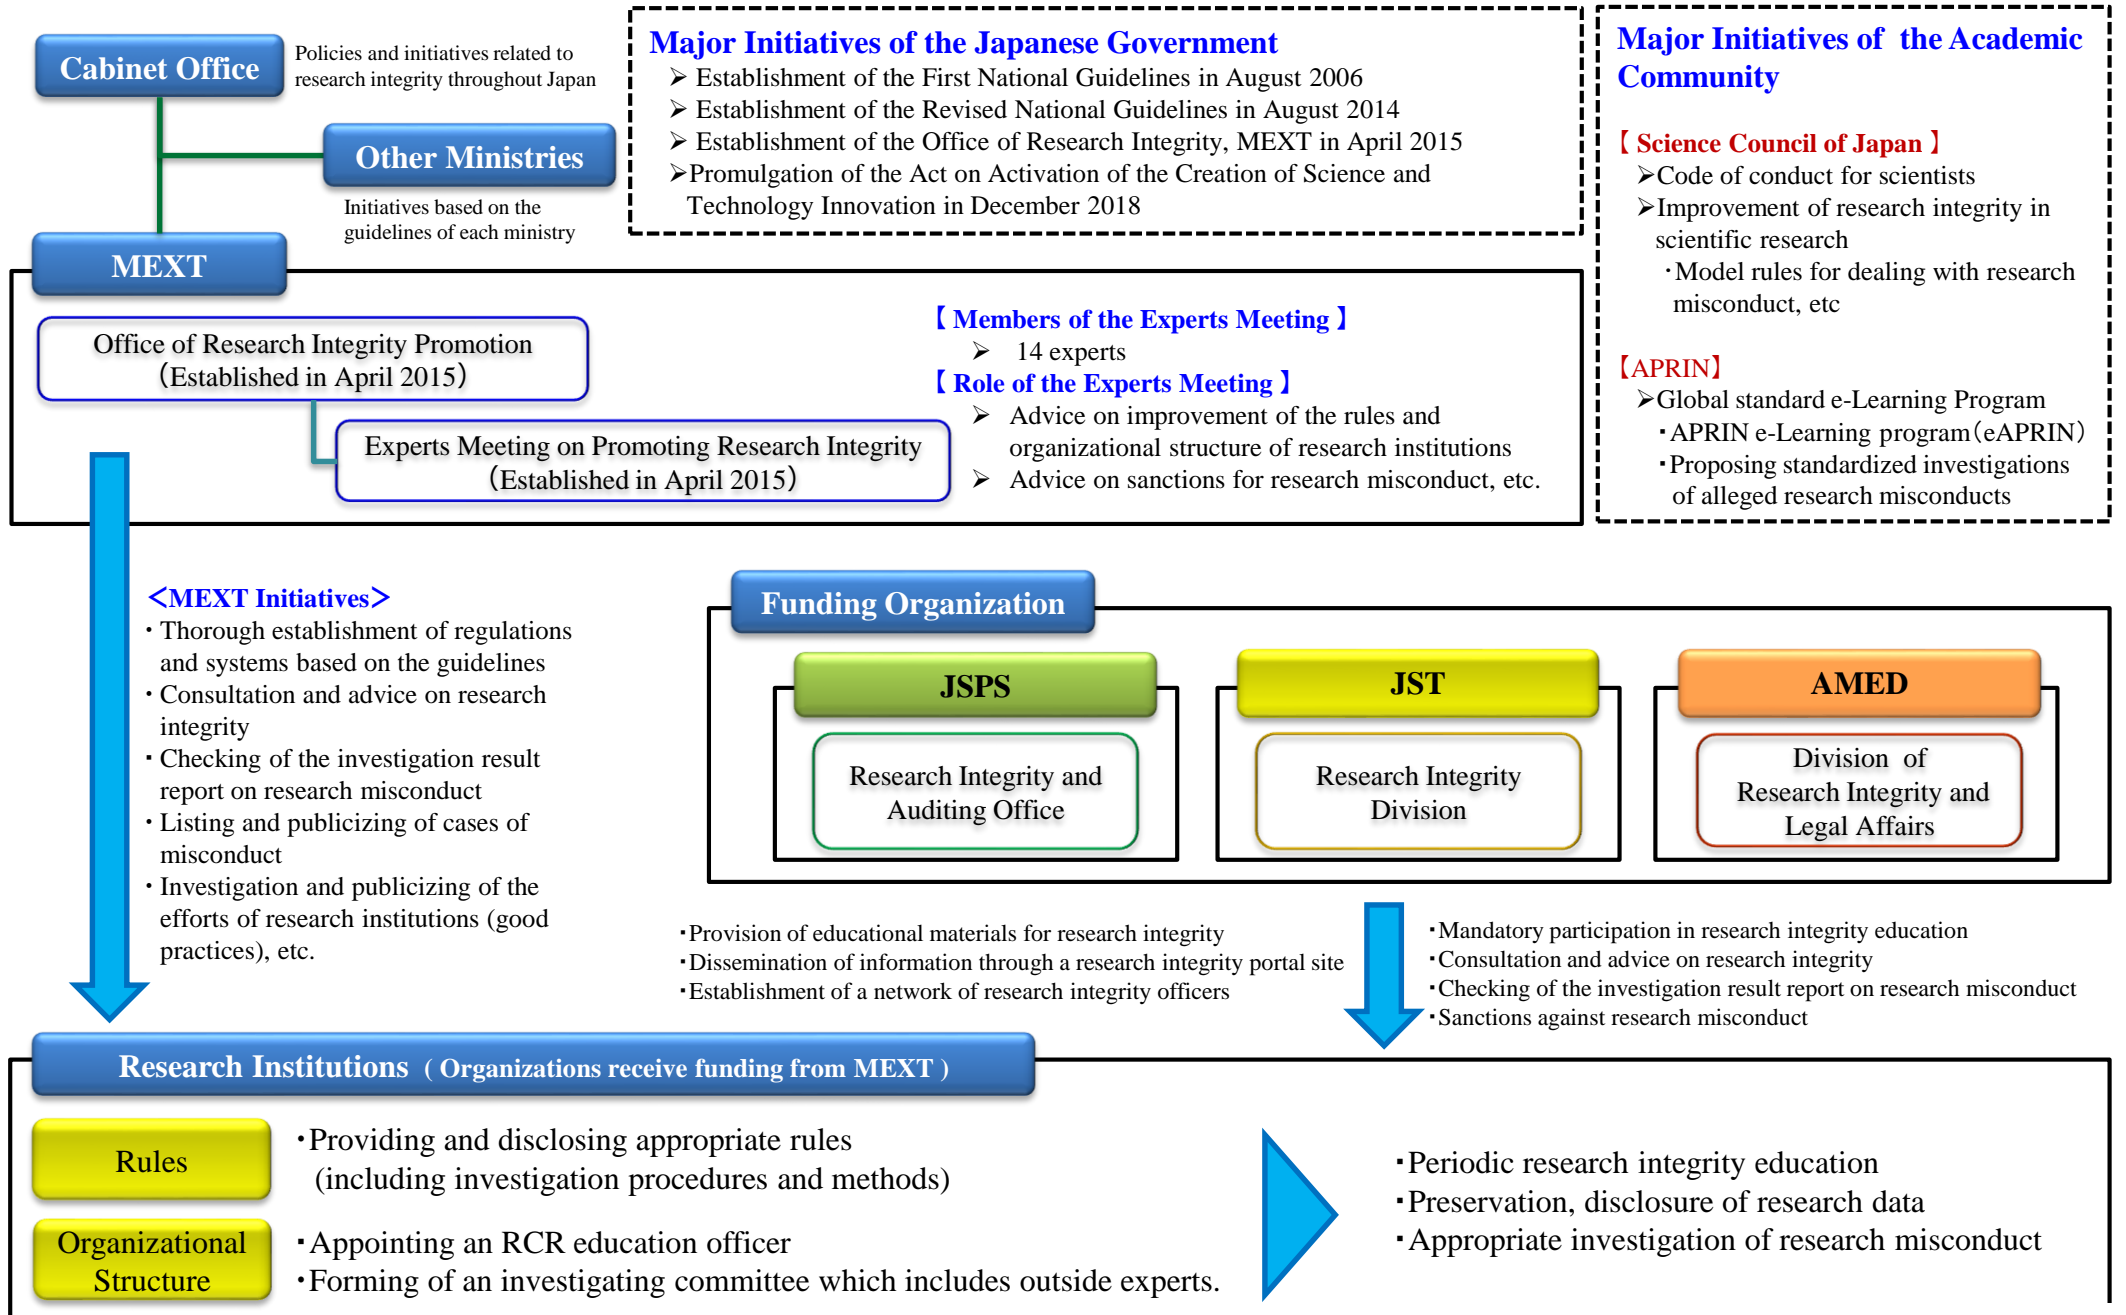 Cabinet Office
Policies and initiatives related to
research integrity throughout Japan
Other Ministries
Initiatives based on the
guidelines of each ministry
Major Initiatives of the Japanese Government
➢ Establishment of the First National Guidelines in August 2006
➢ Establishment of the Revised National Guidelines in August 2014
➢ Establishment of the Office of Research Integrity, MEXT in April 2015
➢Promulgation of the Act on Activation of the Creation of Science and
Technology Innovation in December 2018
Major Initiatives of the Academic
Community
【 Science Council of Japan 】
➢Code of conduct for scientists
➢Improvement of research integrity in
scientific research
・Model rules for dealing with research
misconduct, etc
【APRIN】
➢Global standard e-Learning Program
・APRIN e-Learning program（eAPRIN）
・Proposing standardized investigations
of alleged research misconducts
MEXT
Office of Research Integrity Promotion
（Established in April 2015）
Experts Meeting on Promoting Research Integrity
（Established in April 2015）
【 Members of the Experts Meeting 】
➢ 14 experts
【 Role of the Experts Meeting 】
➢ Advice on improvement of the rules and
organizational structure of research institutions
➢ Advice on sanctions for research misconduct, etc.
＜MEXT Initiatives＞
・Thorough establishment of regulations
and systems based on the guidelines
・Consultation and advice on research
integrity
・Checking of the investigation result
report on research misconduct
・Listing and publicizing of cases of
misconduct
・Investigation and publicizing of the
efforts of research institutions (good
practices), etc.
Funding Organization
JSPS
Research Integrity and
Auditing Office
JST
Research Integrity
Division
AMED
Division of
Research Integrity and
Legal Affairs
・Provision of educational materials for research integrity
・Dissemination of information through a research integrity portal site
・Establishment of a network of research integrity officers
・Mandatory participation in research integrity education
・Consultation and advice on research integrity
・Checking of the investigation result report on research misconduct
・Sanctions against research misconduct
Research Institutions ( Organizations receive funding from MEXT )
Rules
・Providing and disclosing appropriate rules
(including investigation procedures and methods)
Organizational
Structure
・Appointing an RCR education officer
・Forming of an investigating committee which includes outside experts.
・Periodic research integrity education
・Preservation, disclosure of research data
・Appropriate investigation of research misconduct